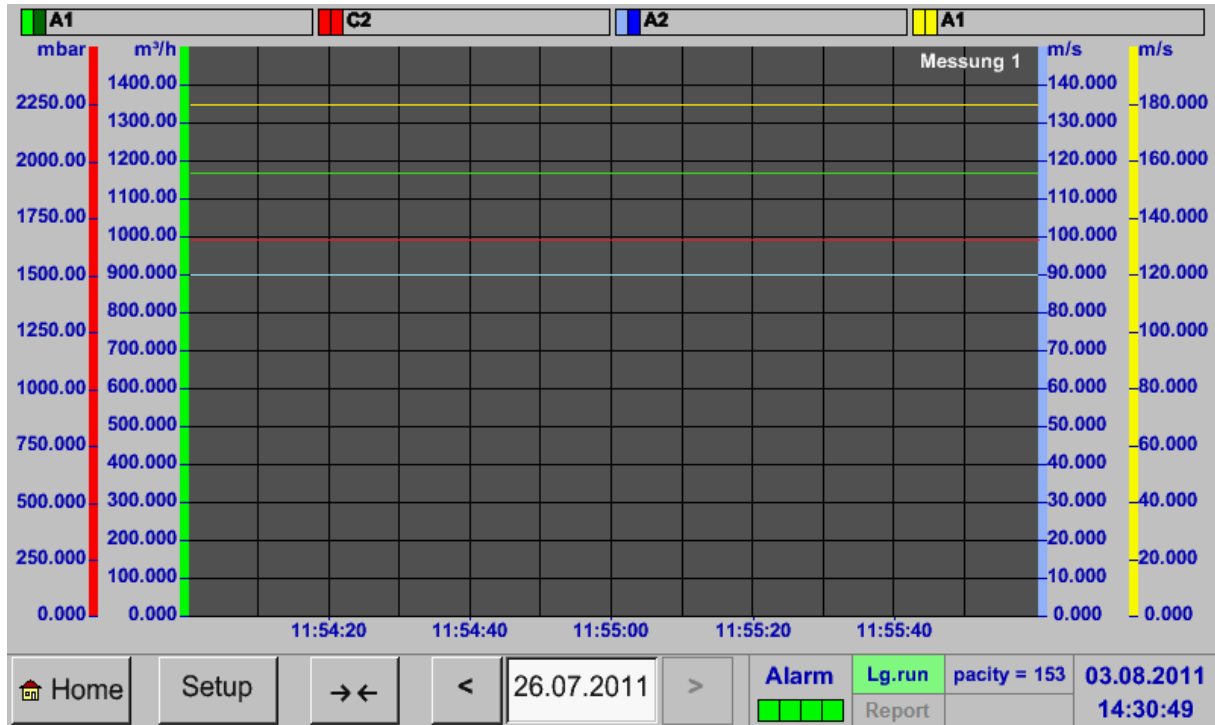 A1 C2 A2 A1
mbar m³/h Messung 1 m/s m/s
1400.00 140.000
2250.00 180.000
1300.00 130.000
2000.00 1200.00 120.000 160.000
1100.00 110.000
1750.00 140.000
1000.00 100.000
1500.00 900.000 90.000 120.000
800.000 80.000
1250.00 100.000
700.000 70.000
1000.00 600.000 60.000 80.000
500.000 50.000
750.000 60.000
400.000 40.000
500.000 300.000 30.000 40.000
200.000 20.000
250.000 20.000
100.000 10.000
0.000 0.000 0.000 0.000
11:54:20 11:54:40 11:55:00 11:55:20 11:55:40
Home Setup →← < 26.07.2011 > Alarm Lg.run pacity = 153 03.08.2011
Report 14:30:49